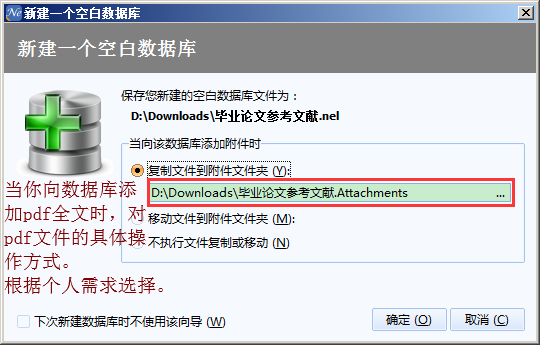 新建一个空白数据库
新建一个空白数据库
保存您新建的空白数据库文件为：
D:\Downloads\毕业论文参考文献.nel
当向该数据库添加附件时
复制文件到附件文件夹 (Y):
D:\Downloads\毕业论文参考文献.Attachments ...
移动文件到附件文件夹 (M):
不执行文件复制或移动 (N)
当你向数据库添
加pdf全文时，对
pdf文件的具体操
作方式。
根据个人需求选择。
下次新建数据库时不使用该向导 (W)
确定 (O)
取消 (C)